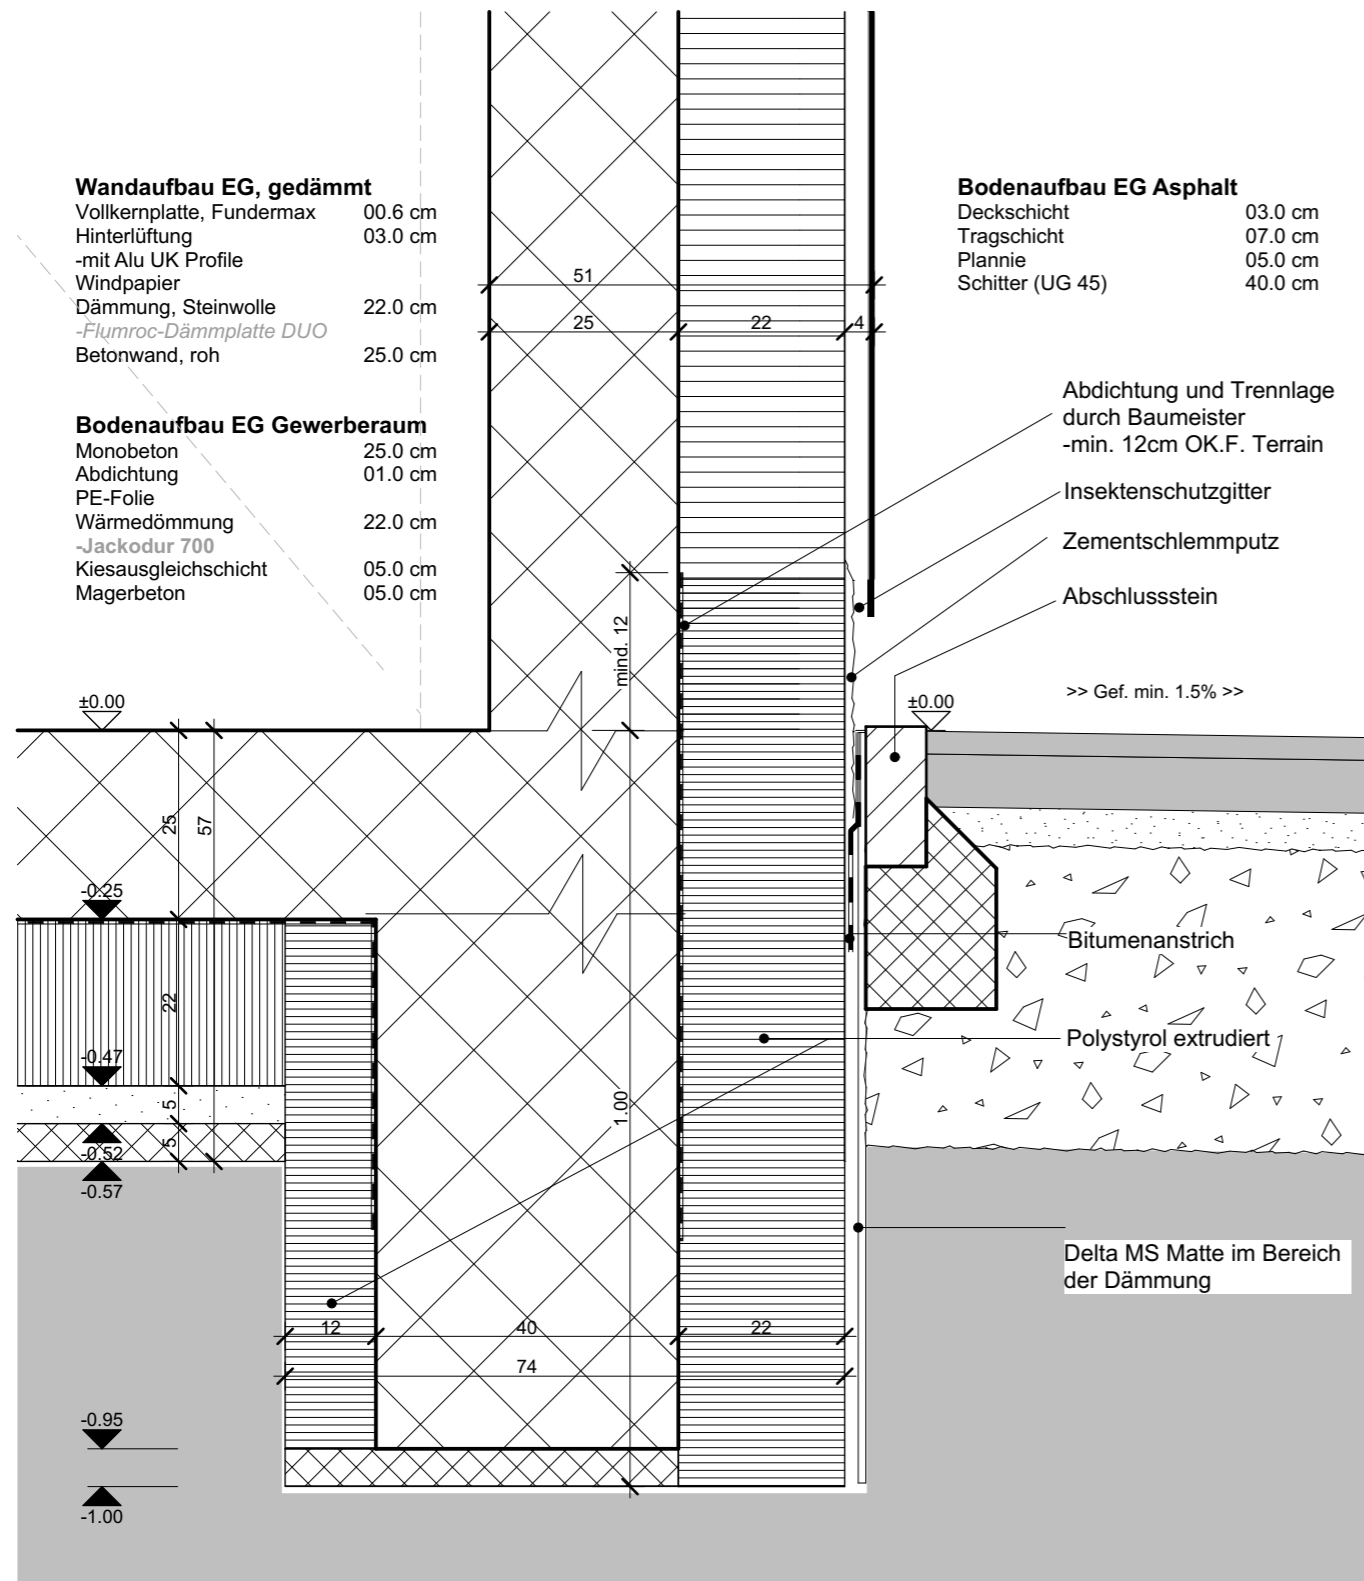 Wandaufbau EG, gedämmt
Vollkernplatte, Fundermax 00.6 cm
Hinterlüftung 03.0 cm
-mit Alu UK Profile
Windpapier
Dämmung, Steinwolle 22.0 cm
-Flumroc-Dämmplatte DUO
Betonwand, roh 25.0 cm
Bodenaufbau EG Gewerberaum
Monobeton 25.0 cm
Abdichtung 01.0 cm
PE-Folie
Wärmedömmung 22.0 cm
-Jackodur 700
Kiesausgleichschicht 05.0 cm
Magerbeton 05.0 cm
Bodenaufbau EG Asphalt
Deckschicht 03.0 cm
Tragschicht 07.0 cm
Plannie 05.0 cm
Schitter (UG 45) 40.0 cm
51
25
22
4
Abdichtung und Trennlage
durch Baumeister
-min. 12cm OK.F. Terrain
Insektenschutzgitter
Zementschlemmputz
Abschlussstein
>> Gef. min. 1.5% >>
mind. 12
±0.00
±0.00
25
57
-0.25
22
-0.47
5
5
-0.52
-0.57
Bitumenanstrich
Polystyrol extrudiert
1.00
Delta MS Matte im Bereich
der Dämmung
12
40
22
74
-0.95
-1.00